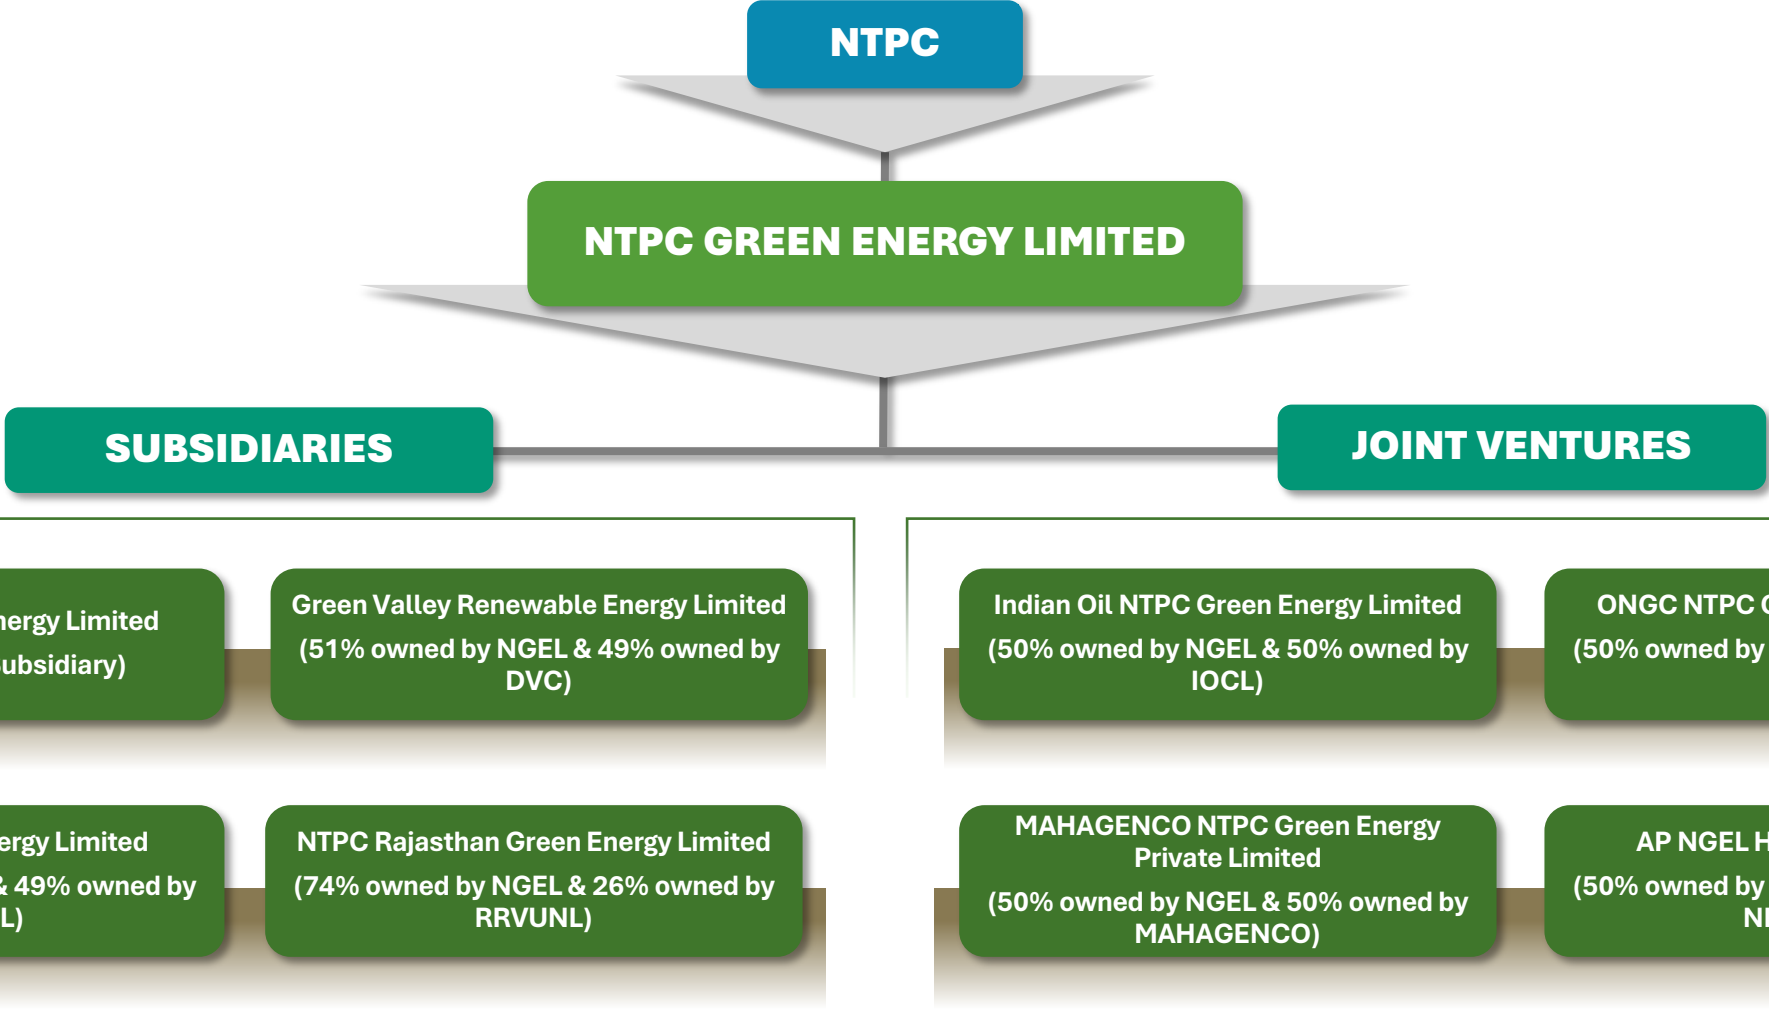 NTPC
NTPC GREEN ENERGY LIMITED
SUBSIDIARIES
JOINT VENTURES
Energy Limited
Subsidiary)
Green Valley Renewable Energy Limited
(51% owned by NGEL & 49% owned by
DVC)
Indian Oil NTPC Green Energy Limited
(50% owned by NGEL & 50% owned by
IOCL)
ONGC NTPC
(50% owned by
Energy Limited
& 49% owned by
L)
NTPC Rajasthan Green Energy Limited
(74% owned by NGEL & 26% owned by
RRVUNL)
MAHAGENCO NTPC Green Energy
Private Limited
(50% owned by NGEL & 50% owned by
MAHAGENCO)
AP NGEL
(50% owned by